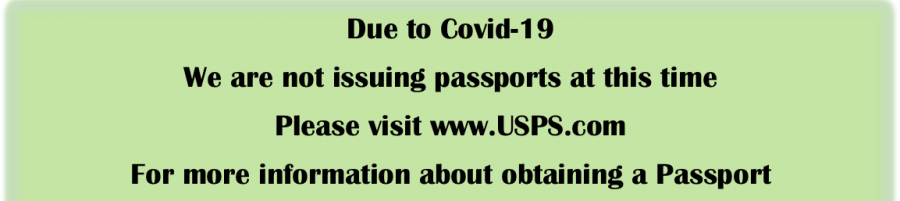 Due to Covid-19
We are not issuing passports at this time
Please visit www.USPS.com
For more information about obtaining a Passport